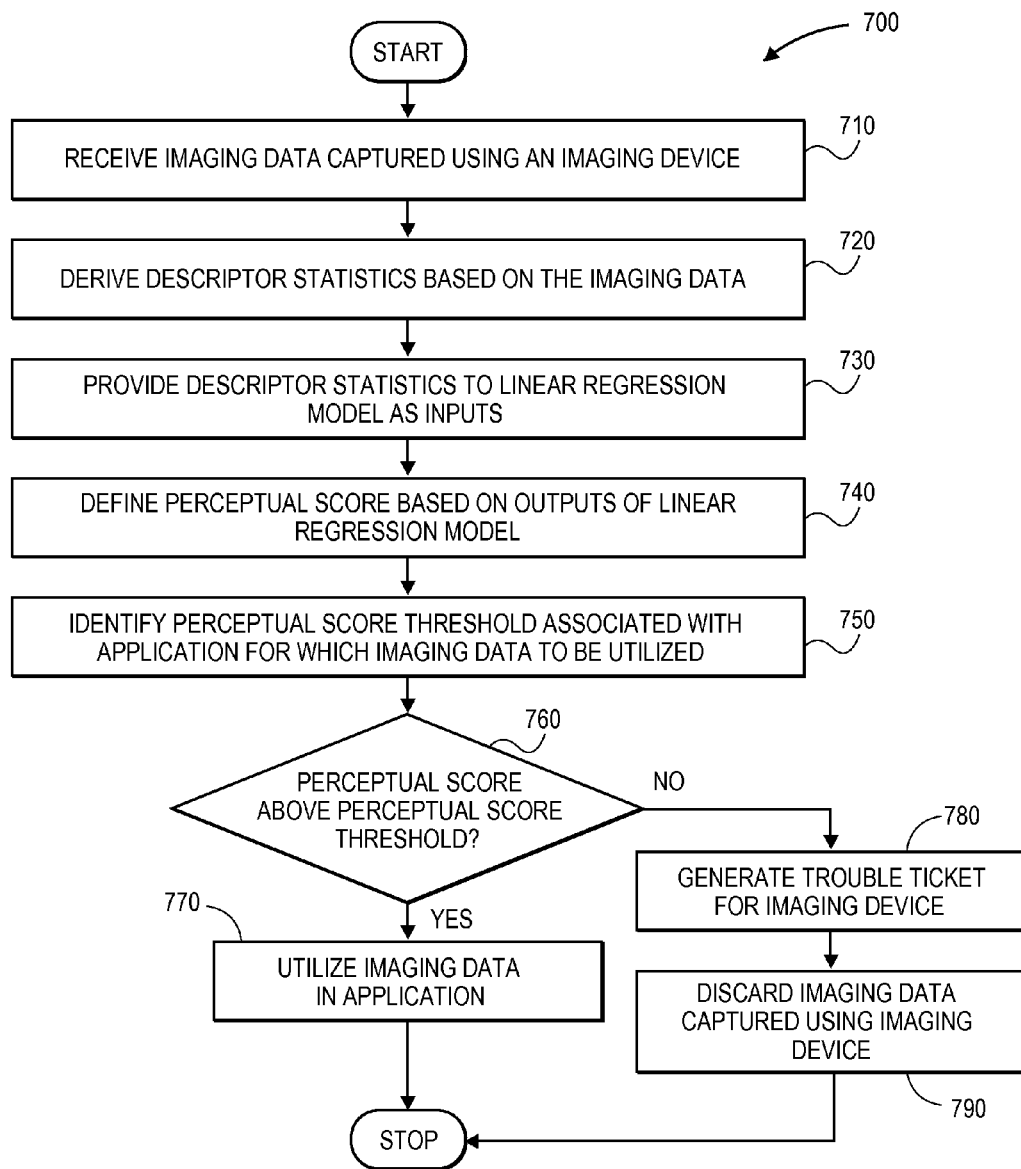 700
START
710
RECEIVE IMAGING DATA CAPTURED USING AN IMAGING DEVICE
720
DERIVE DESCRIPTOR STATISTICS BASED ON THE IMAGING DATA
730
PROVIDE DESCRIPTOR STATISTICS TO LINEAR REGRESSION
MODEL AS INPUTS
740
DEFINE PERCEPTUAL SCORE BASED ON OUTPUTS OF LINEAR
REGRESSION MODEL
750
IDENTIFY PERCEPTUAL SCORE THRESHOLD ASSOCIATED WITH
APPLICATION FOR WHICH IMAGING DATA TO BE UTILIZED
760
PERCEPTUAL SCORE
ABOVE PERCEPTUAL SCORE
THRESHOLD?
NO
780
GENERATE TROUBLE TICKET
FOR IMAGING DEVICE
770
YES
UTILIZE IMAGING DATA
IN APPLICATION
DISCARD IMAGING DATA
CAPTURED USING IMAGING
DEVICE
790
STOP